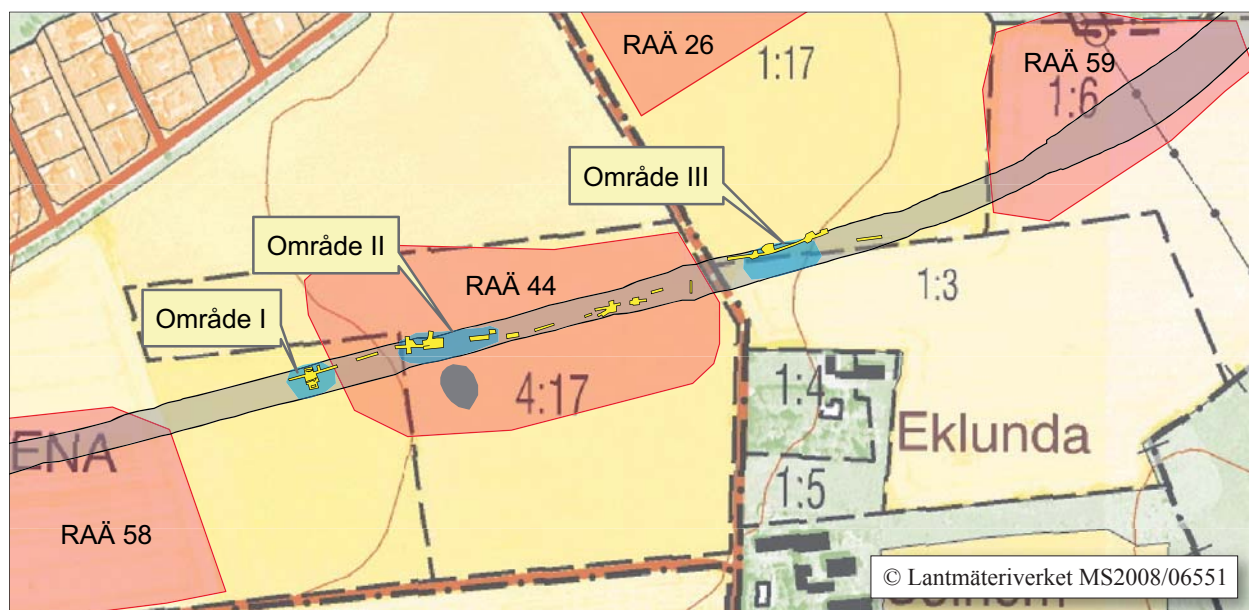 RAÄ 26
1:17
RAÄ 59
1:6
Område III
Område II
RAÄ 44
1:3
Område I
4:17
1:4
Eklunda
ENA
1:5
RAÄ 58
© Lantmäteriverket MS2008/06551